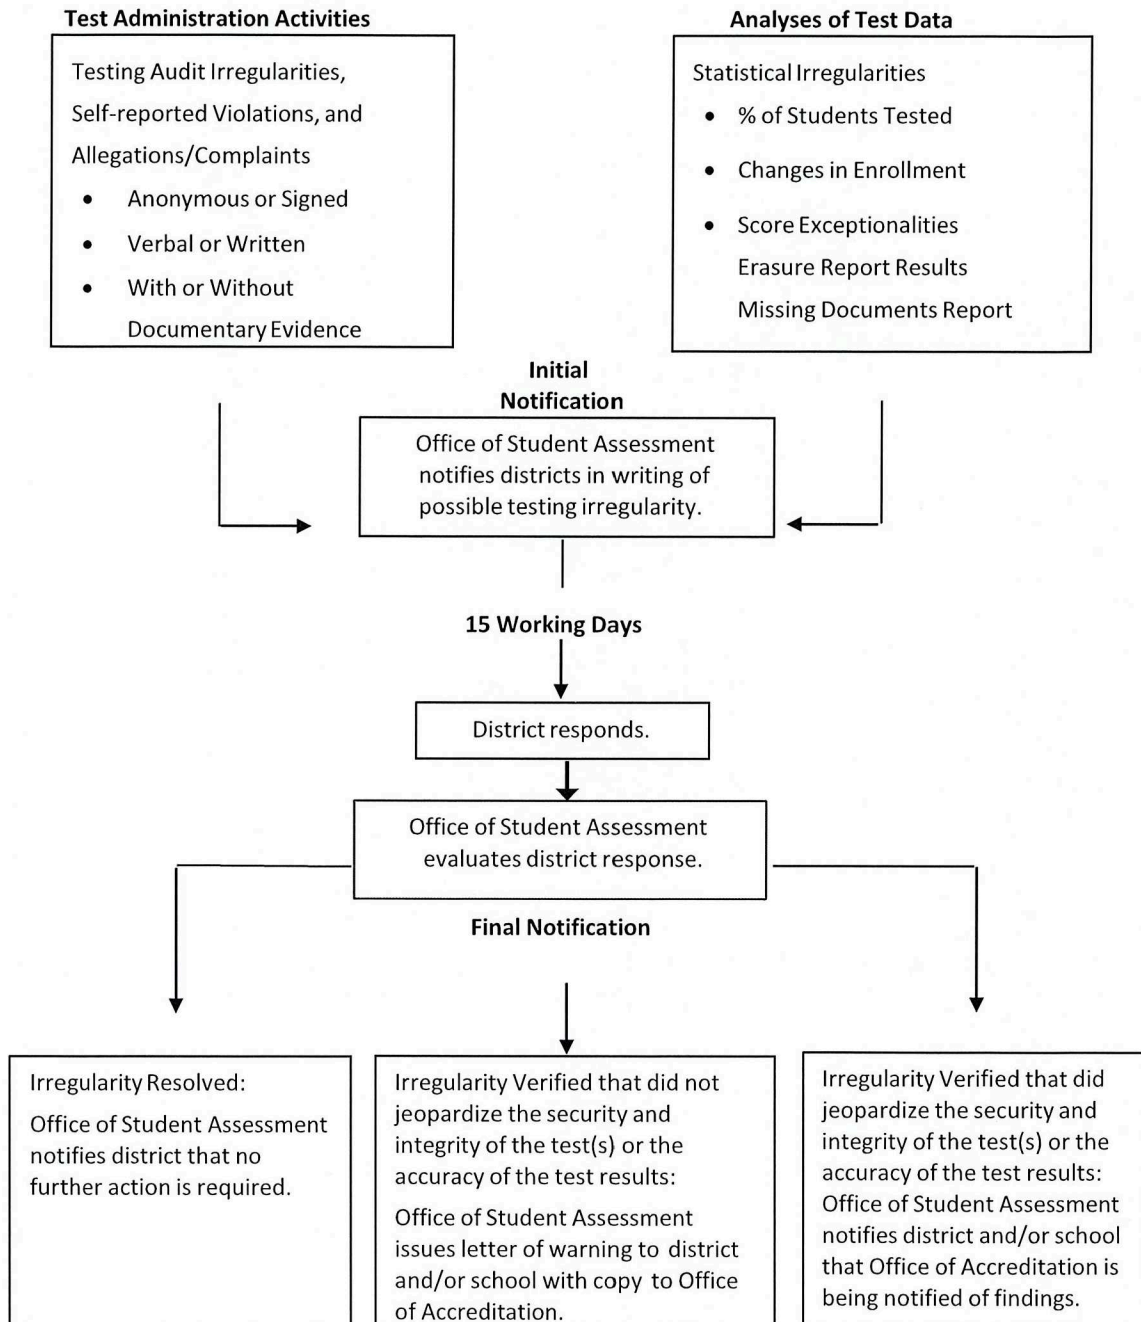 Test Administration Activities
Testing Audit Irregularities,
Self-reported Violations, and
Allegations/Complaints
• Anonymous or Signed
• Verbal or Written
• With or Without
Documentary Evidence
Analyses of Test Data
Statistical Irregularities
• % of Students Tested
• Changes in Enrollment
• Score Exceptionalities
Erasure Report Results
Missing Documents Report
Initial
Notification
Office of Student Assessment
notifies districts in writing of
possible testing irregularity.
15 Working Days
District responds.
Office of Student Assessment
evaluates district response.
Final Notification
Irregularity Resolved:
Office of Student Assessment
notifies district that no
further action is required.
Irregularity Verified that did not
jeopardize the security and
integrity of the test(s) or the
accuracy of the test results:
Office of Student Assessment
issues letter of warning to district
and/or school with copy to Office
of Accreditation.
Irregularity Verified that did
jeopardize the security and
integrity of the test(s) or the
accuracy of the test results:
Office of Student Assessment
notifies district and/or school
that Office of Accreditation is
being notified of findings.